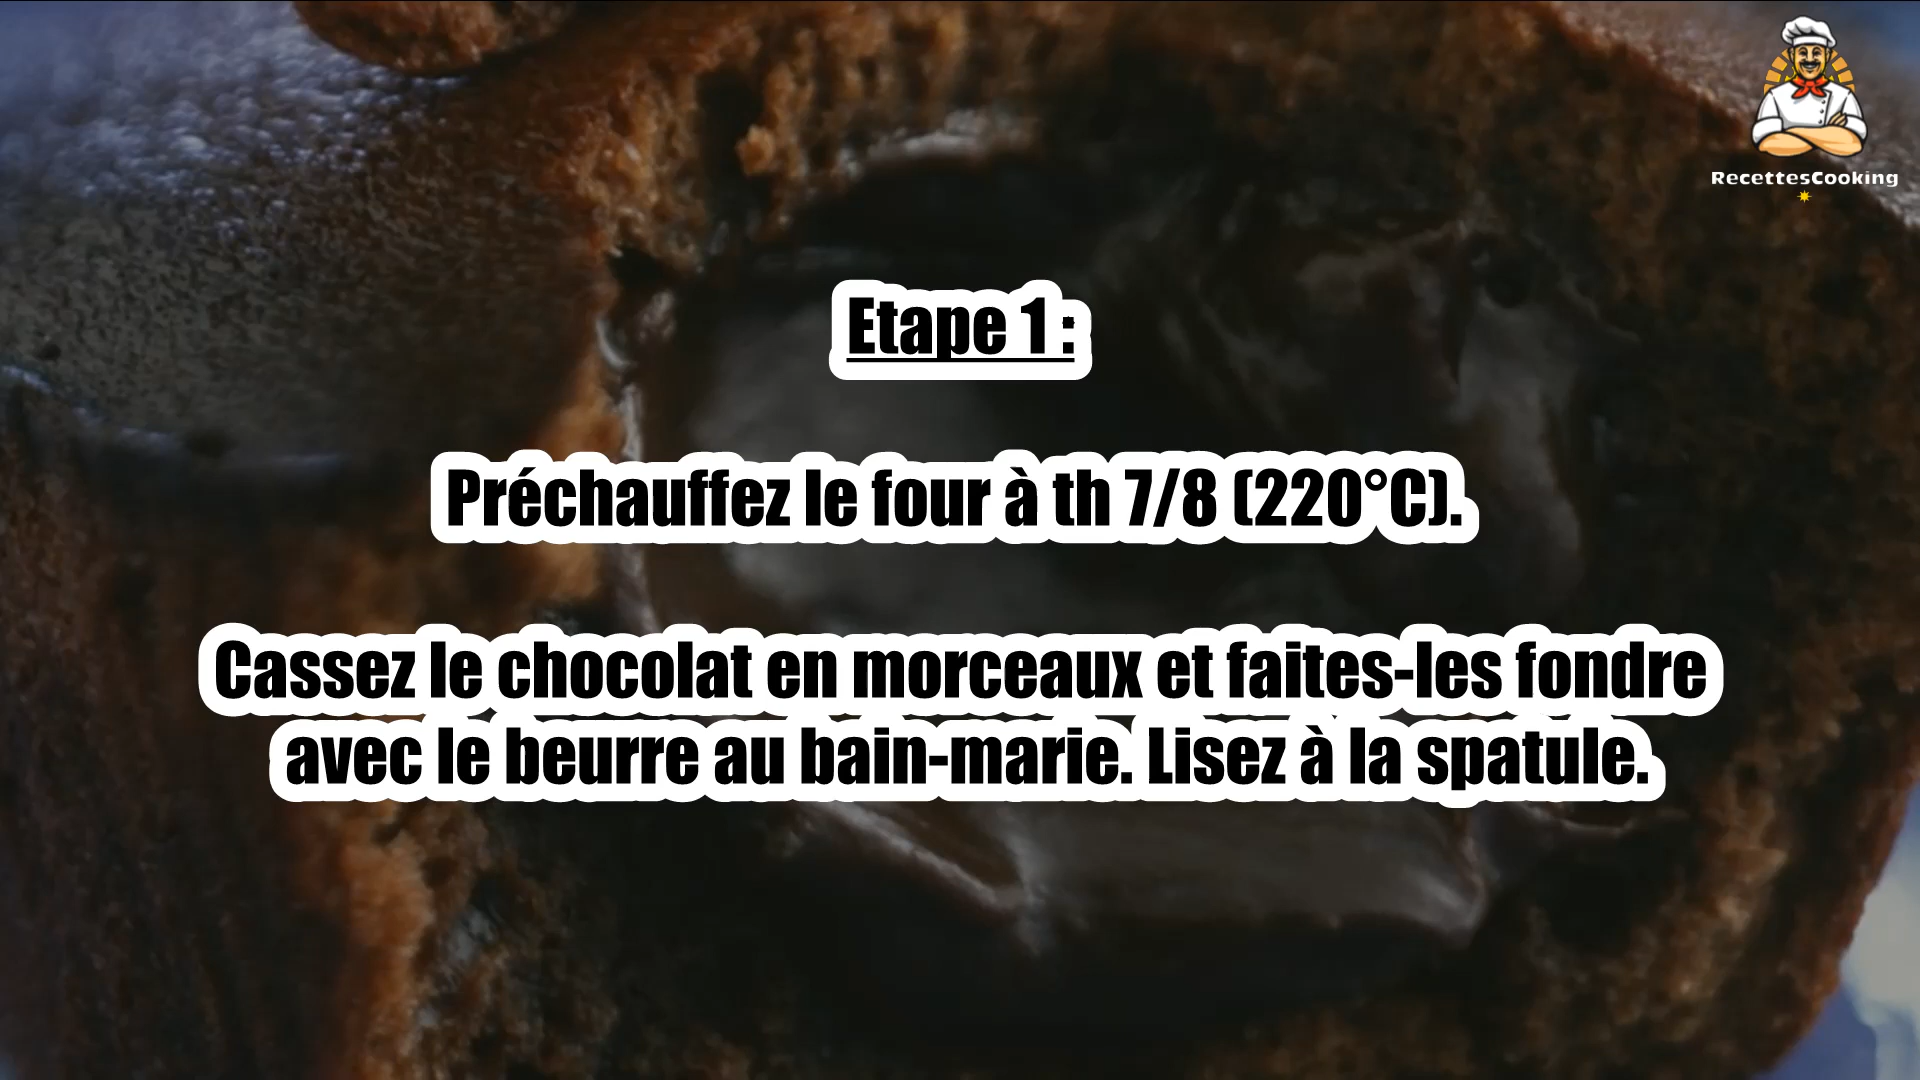 RecettesCooking
Etape 1 :
Préchauffez le four à th 7/8 (220°C).
Cassez le chocolat en morceaux et faites-les fondre
avec le beurre au bain-marie. Lisez à la spatule.